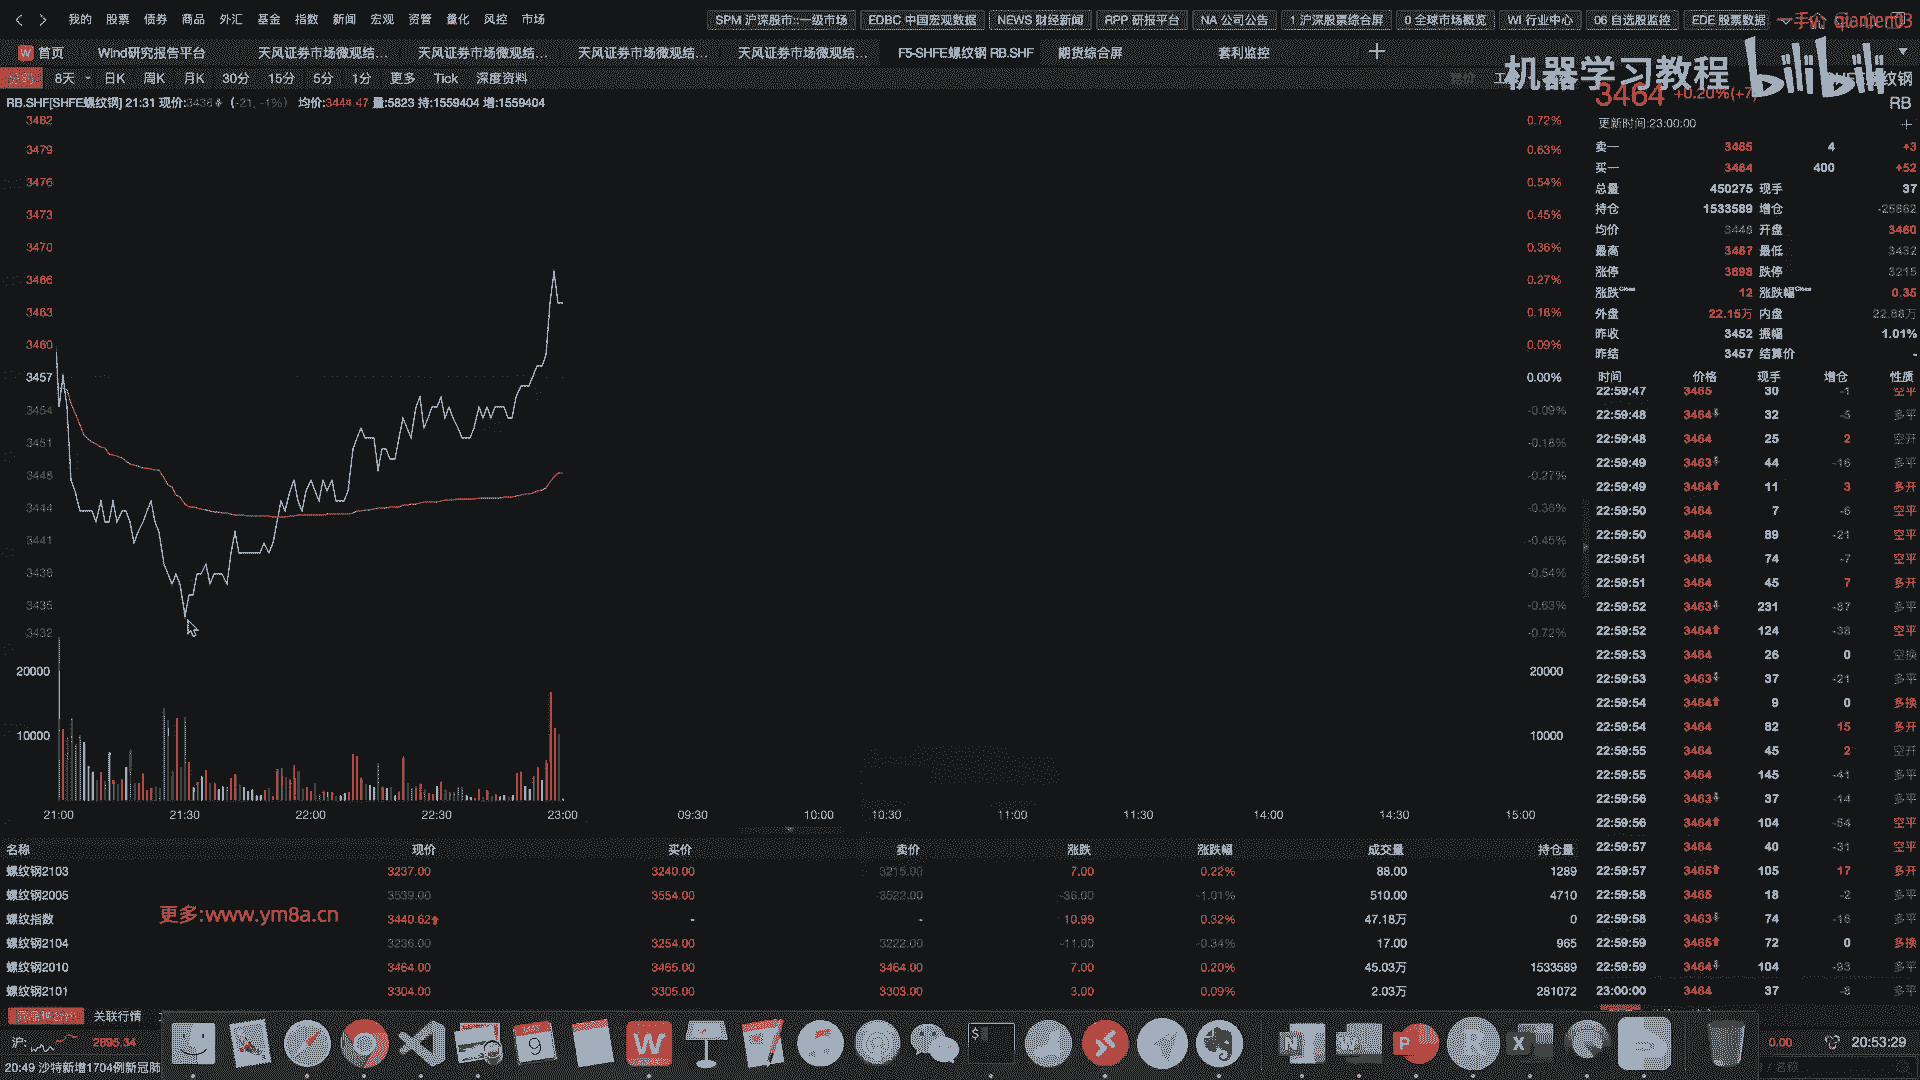 我的 股票 债券 商品 外汇 基金 指数 新闻 宏观 资管 量化 风控 市场 SPM 沪深股市::一级市场 EDBC 中国宏观数据 NEWS 财经新闻 RPP 研报平台 NA 公司公告 1 沪深股票综合屏 0 全球市场概览 WI 行业中心 06 自选股监控 EDE 股票数据
首页 Wind研究报告平台 天风证券市场微观结... 天风证券市场微观结... 天风证券市场微观结... 天风证券市场微观结... F5-SHFE螺纹钢 RB.SHF 期货综合屏 套利监控
8天 日K 周K 月K 30分 15分 5分 1分 更多 Tick 深度资料
机器学习教程 bilibili
RB.SHF[SHFE螺纹钢] 21:31 现价:3436 (-21, -1%) 均价:3444.47 量:5823 持:1559404 增:1559404
3464 +0.20%(+7)
RB
更新时间:23:00:00
3482 0.72%
3479 0.63%
3476 0.54%
3473 0.45%
3470 0.36%
3466 0.27%
3463 0.18%
3460 0.09%
3457 0.00%
3454 -0.09%
3451 -0.18%
3448 -0.27%
3444 -0.36%
3441 -0.45%
3438 -0.54%
3435 -0.63%
3432 -0.72%
20000 20000
10000 10000
21:00 21:30 22:00 22:30 23:00 09:30 10:00 10:30 11:00 11:30 14:00 14:30 15:00
卖一 3465 4 +3
买一 3464 400 +52
总量 450275 现手 37
持仓 1533589 增仓 -25862
均价 3448 开盘 3460
最高 3467 最低 3432
涨停 3698 跌停 3215
涨跌 12 涨跌幅 0.35
外盘 22.15万 内盘 22.88万
昨收 3452 振幅 1.01%
昨结 3457 结算价 -
时间 价格 现手 增仓 性质
22:59:47 3465 30 -1 空平
22:59:48 3464 32 -5 多平
22:59:48 3464 25 2 空开
22:59:49 3463 44 -16 多平
22:59:49 3464 11 3 多开
22:59:50 3464 7 -6 空平
22:59:50 3464 89 -21 空平
22:59:51 3464 74 -7 空平
22:59:51 3464 45 7 多开
22:59:52 3463 231 -87 多平
22:59:52 3464 124 -38 空平
22:59:53 3464 26 0 空换
22:59:53 3463 37 -21 多平
22:59:54 3464 9 0 多换
22:59:54 3464 82 15 多开
22:59:55 3464 45 2 空开
22:59:55 3464 145 -41 多平
22:59:56 3463 37 -14 多平
22:59:56 3464 104 -54 空平
22:59:57 3464 40 -31 空平
22:59:57 3465 105 17 多开
22:59:58 3465 18 -2 多平
22:59:58 3463 74 -16 多平
22:59:59 3465 72 0 多换
22:59:59 3464 104 -93 多平
23:00:00 3464 37 -8 多平
名称 现价 买价 卖价 涨跌 涨跌幅 成交量 持仓量
螺纹钢2103 3237.00 3240.00 3215.00 7.00 0.22% 88.00 1289
螺纹钢2005 3539.00 3554.00 3522.00 -36.00 -1.01% 510.00 4710
螺纹指数 3440.62 - - 10.99 0.32% 47.18万 0
螺纹钢2104 3236.00 3254.00 3222.00 -11.00 -0.34% 17.00 965
螺纹钢2010 3464.00 3465.00 3464.00 7.00 0.20% 45.03万 1533589
螺纹钢2101 3304.00 3305.00 3303.00 3.00 0.09% 2.03万 281072
更多:www.ym8a.cn
关联行情
沪: 2895.34 0.00 20:53:29
20:49 沙特新增1704例新冠肺